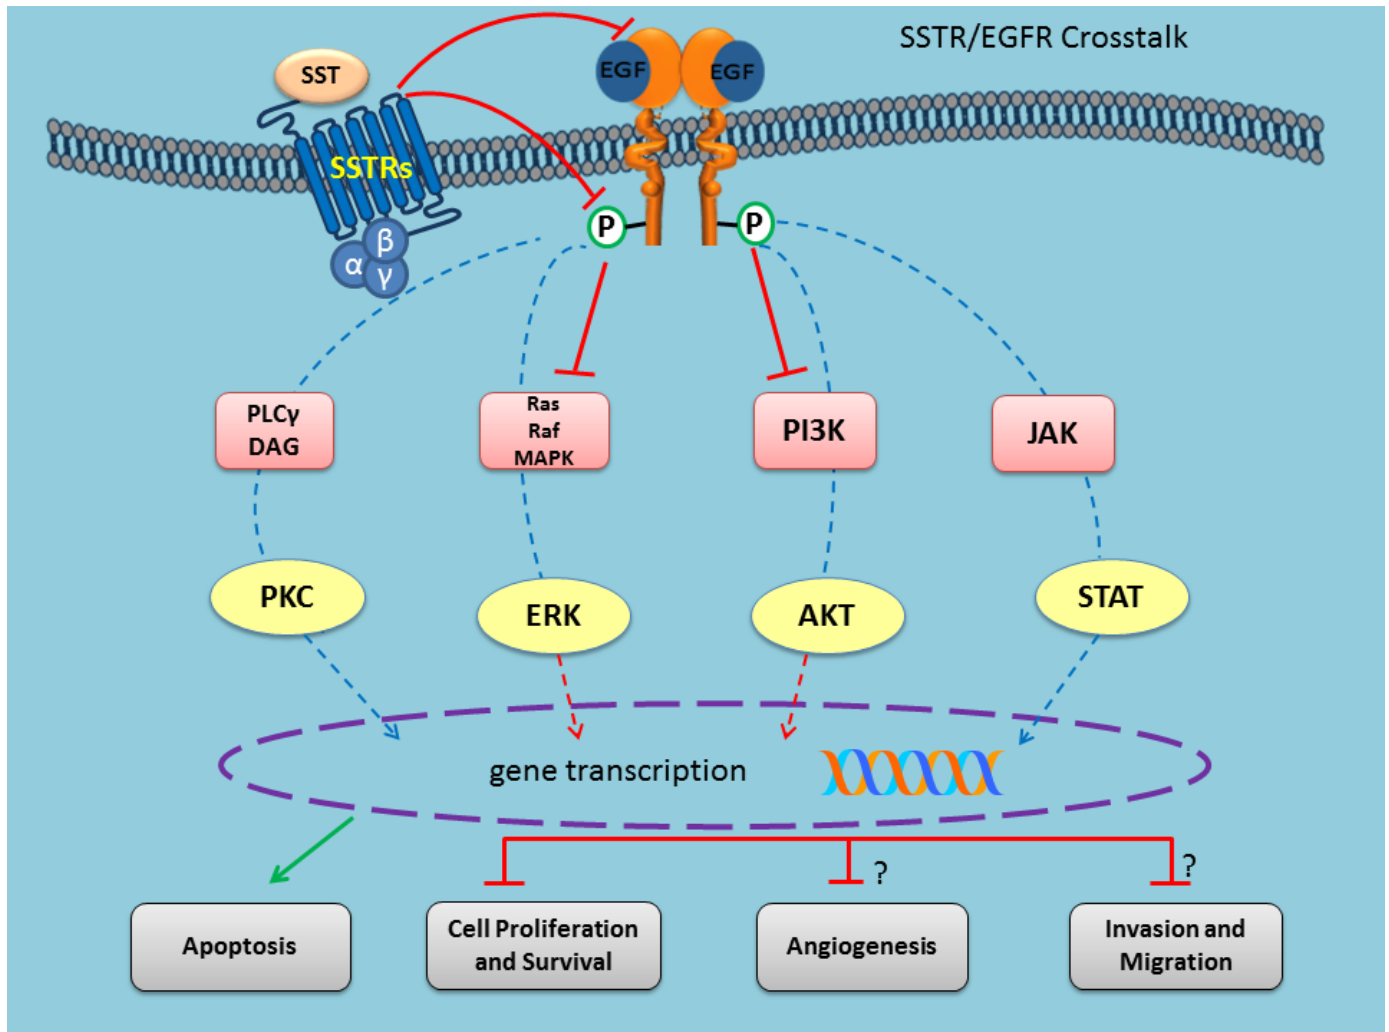 SSTR/EGFR Crosstalk
SST
EGF
EGF
SSTRs
P
P
β
α
γ
PLCγ
DAG
Ras
Raf
MAPK
PI3K
JAK
PKC
ERK
AKT
STAT
gene transcription
?
?
Apoptosis
Cell Proliferation
and Survival
Angiogenesis
Invasion and
Migration